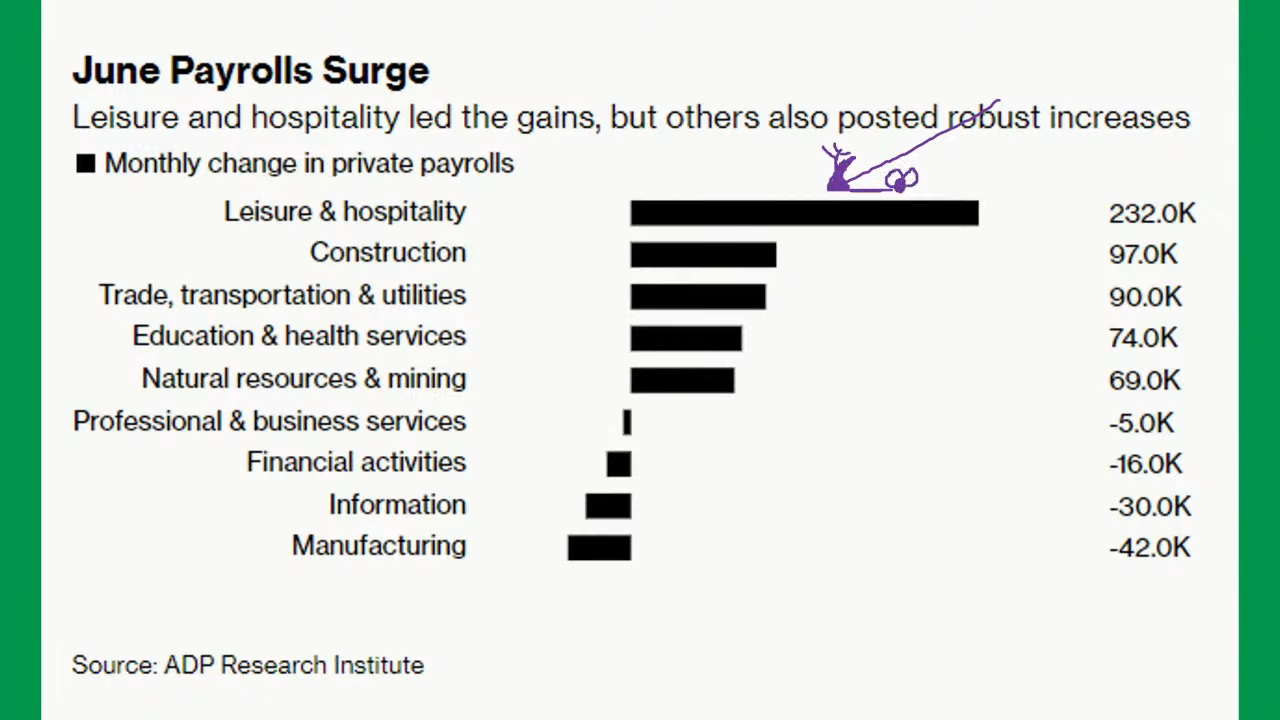 June Payrolls Surge
Leisure and hospitality led the gains, but others also posted robust increases
Monthly change in private payrolls
Leisure & hospitality 232.0K
Construction 97.0K
Trade, transportation & utilities 90.0K
Education & health services 74.0K
Natural resources & mining 69.0K
Professional & business services -5.0K
Financial activities -16.0K
Information -30.0K
Manufacturing -42.0K
Source: ADP Research Institute